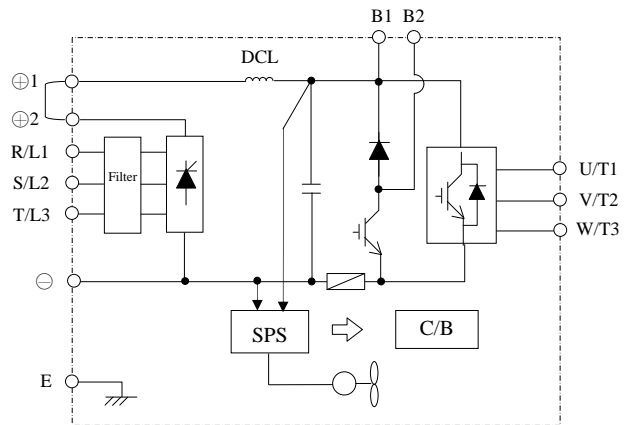 B1 B2
DCL
⊕1
⊕2
R/L1
S/L2
T/L3
Filter
U/T1
V/T2
W/T3
⊖
SPS
C/B
E